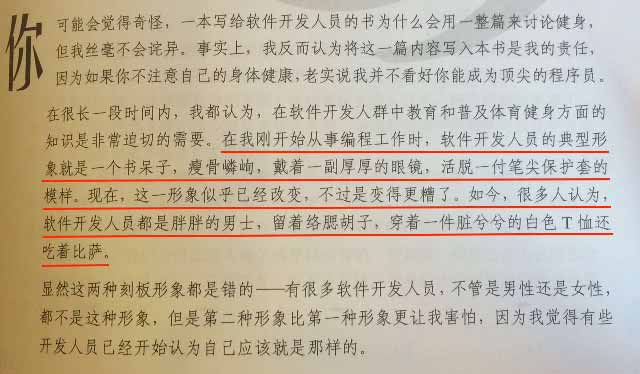 你可能会觉得奇怪，一本写给软件开发人员的书为什么会用一整篇来讨论健身，
但我丝毫不会诧异。事实上，我反而认为将这一篇内容写入本书是我的责任，
因为如果你不注意自己的身体健康，老实说我并不看好你能成为顶尖的程序员。
在很长一段时间内，我都认为，在软件开发人群中教育和普及体育健身方面的
知识是非常迫切的需要。在我刚开始从事编程工作时，软件开发人员的典型形
象就是一个书呆子，瘦骨嶙峋，戴着一副厚厚的眼镜，活脱一付笔尖保护套的
模样。现在，这一形象似乎已经改变，不过是变得更糟了。如今，很多人认为，
软件开发人员都是胖胖的男士，留着络腮胡子，穿着一件脏兮兮的白色 T 恤还
吃着比萨。
显然这两种刻板形象都是错的——有很多软件开发人员，不管是男性还是女性，
都不是这种形象，但是第二种形象比第一种形象更让我害怕，因为我觉得有些
开发人员已经开始认为自己应该就是那样的。